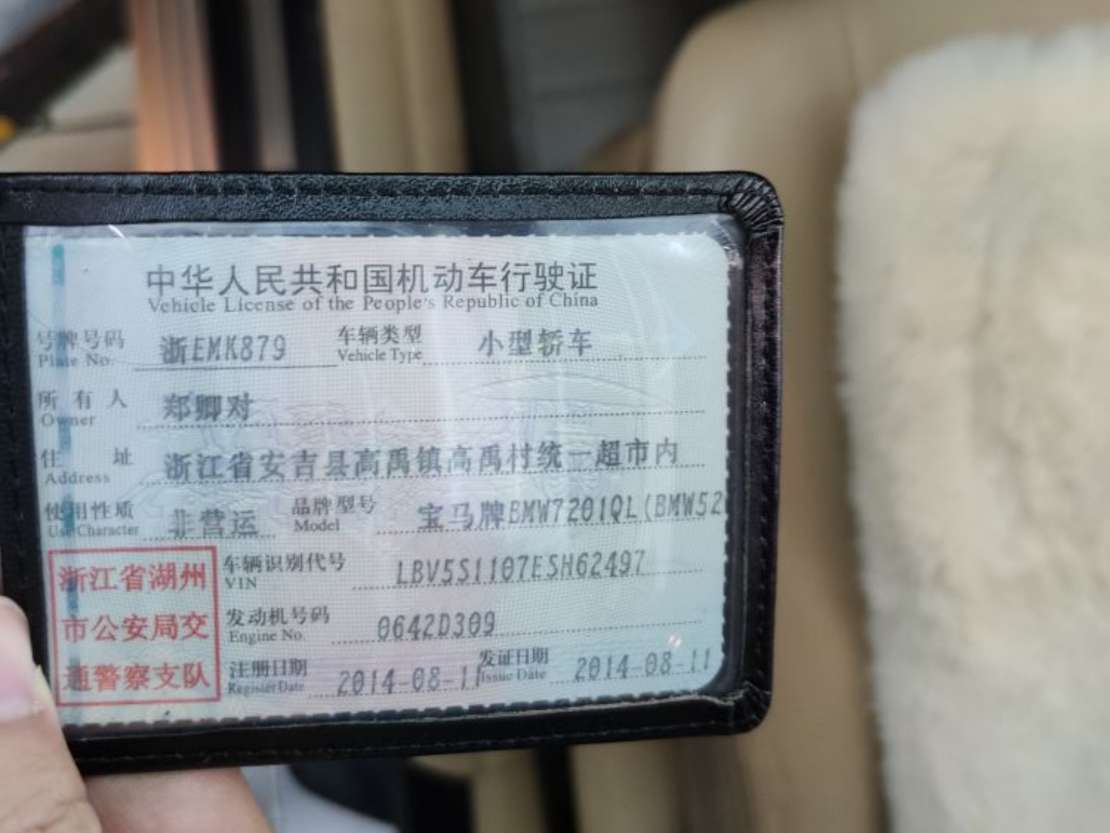 中华人民共和国机动车行驶证
Vehicle License of the People's Republic of China
号牌号码 浙EMK879 车辆类型 小型轿车
Plate No. Vehicle Type
所有人 郑卿对
Owner
住址 浙江省安吉县高禹镇高禹村统一超市内
Address
使用性质 非营运 品牌型号 宝马牌BMW7201QL(BMW52
Use Character Model
浙江省湖州
市公安局交
通警察支队
车辆识别代号 LBV5S1107ESH62497
VIN
发动机号码 0642D309
Engine No.
注册日期 2014-08-11 发证日期 2014-08-11
Register Date Issue Date